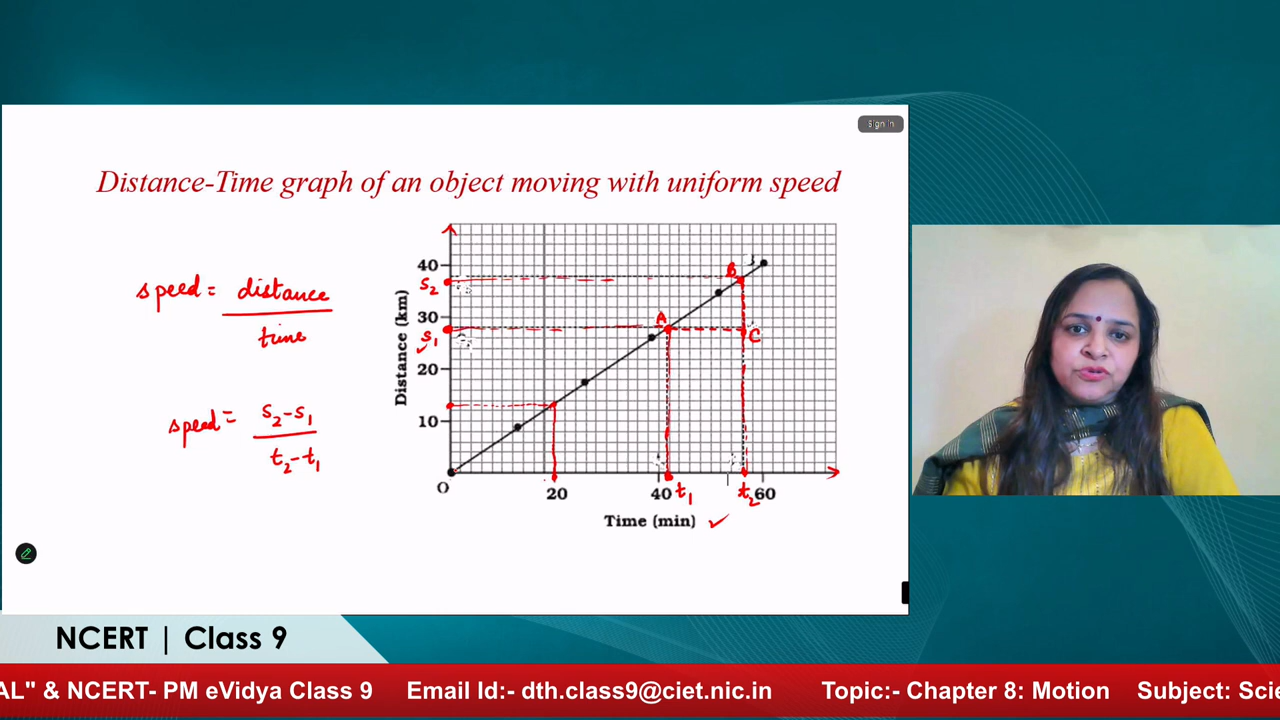 Sign in
Distance-Time graph of an object moving with uniform speed
speed = distance
time
speed = s2-s1
t2-t1
Distance (km)
40
30
20
10
S2
S1
A
B
C
O
20
40
t1
t2
60
Time (min)
NCERT | Class 9
AL" & NCERT- PM eVidya Class 9 Email Id:- dth.class9@ciet.nic.in Topic:- Chapter 8: Motion Subject: Scie